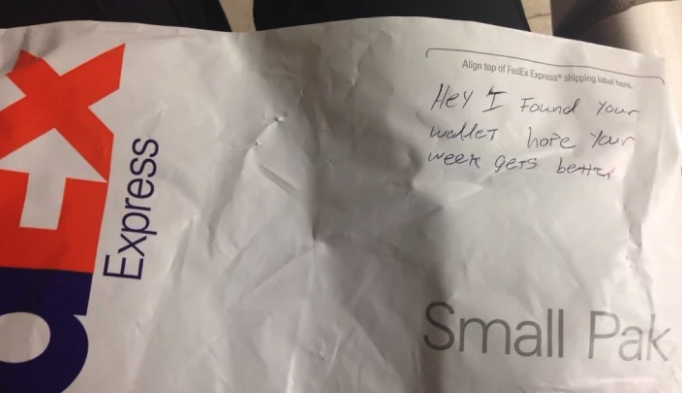 Ex
Express
Align top of FedEx Express® shipping label here.
Hey I Found your
wallet hope your
week gets better
Small Pak